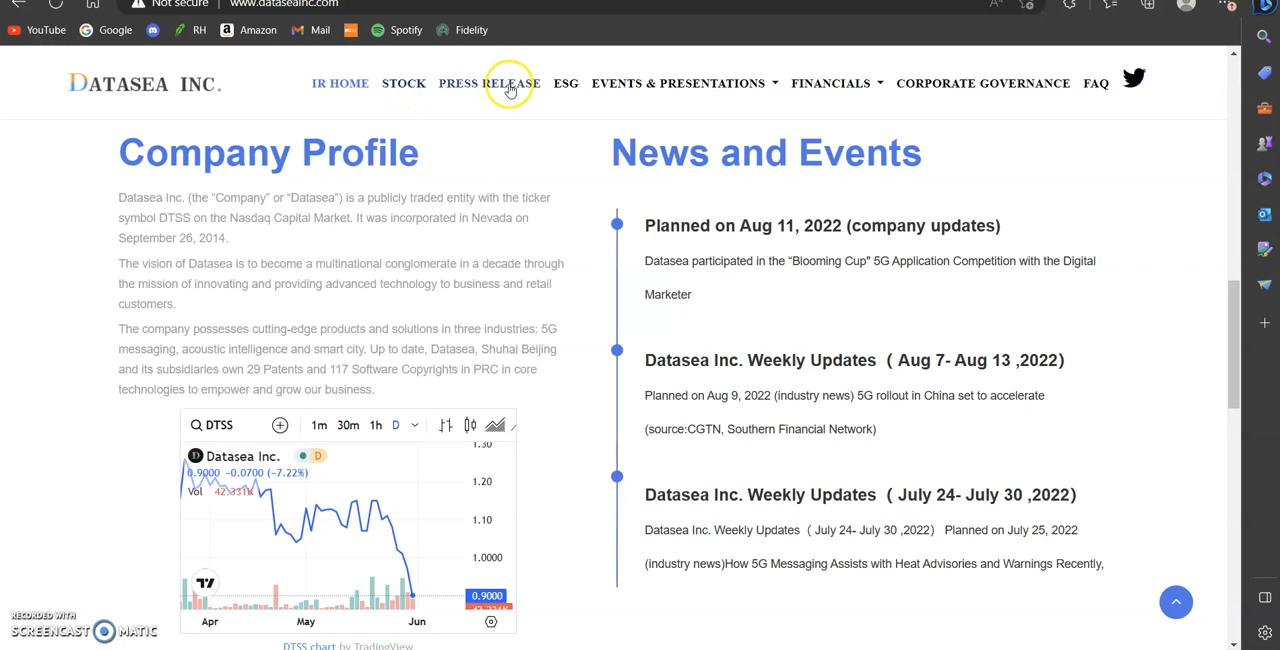 Not secure | www.dataseainc.com
YouTube Google RH Amazon Mail Spotify Fidelity
DATASEA INC. IR HOME STOCK PRESS RELEASE ESG EVENTS & PRESENTATIONS FINANCIALS CORPORATE GOVERNANCE FAQ
Company Profile
Datasea Inc. (the “Company” or “Datasea”) is a publicly traded entity with the ticker
symbol DTSS on the Nasdaq Capital Market. It was incorporated in Nevada on
September 26, 2014.
The vision of Datasea is to become a multinational conglomerate in a decade through
the mission of innovating and providing advanced technology to business and retail
customers.
The company possesses cutting-edge products and solutions in three industries: 5G
messaging, acoustic intelligence and smart city. Up to date, Datasea, Shuhai Beijing
and its subsidiaries own 29 Patents and 117 Software Copyrights in PRC in core
technologies to empower and grow our business.
DTSS 1m 30m 1h D
D Datasea Inc. D
0.9000 -0.0700 (-7.22%)
Vol 42.331K
1.30
1.20
1.10
1.0000
0.9000
42.331K
Apr May Jun
DTSS chart by TradingView
News and Events
Planned on Aug 11, 2022 (company updates)
Datasea participated in the “Blooming Cup" 5G Application Competition with the Digital
Marketer
Datasea Inc. Weekly Updates（ Aug 7- Aug 13 ,2022）
Planned on Aug 9, 2022 (industry news) 5G rollout in China set to accelerate
(source:CGTN, Southern Financial Network)
Datasea Inc. Weekly Updates（ July 24- July 30 ,2022）
Datasea Inc. Weekly Updates（ July 24- July 30 ,2022） Planned on July 25, 2022
(industry news)How 5G Messaging Assists with Heat Advisories and Warnings Recently,
RECORDED WITH
SCREENCAST MATIC